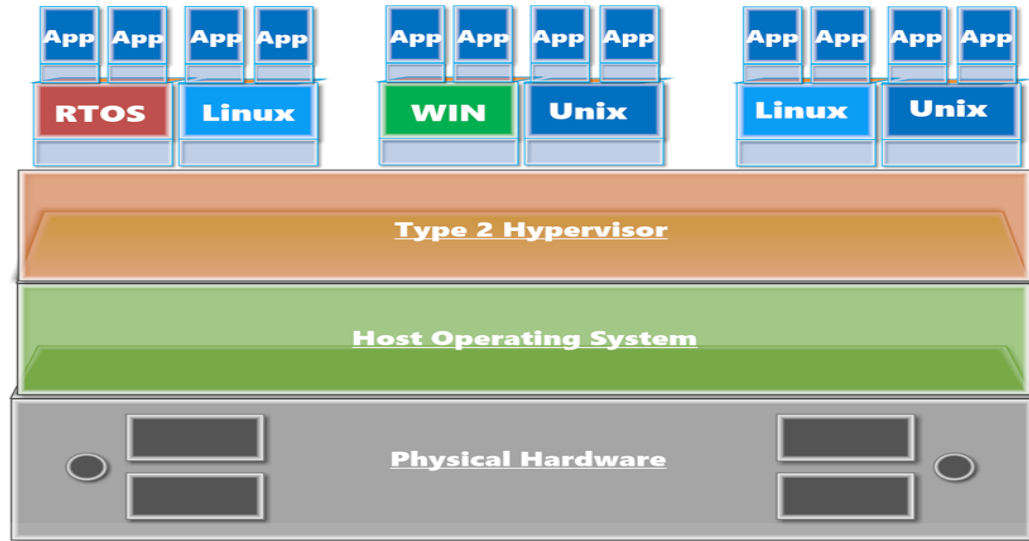 App App App App App App App App App App App App
RTOS Linux WIN Unix Linux Unix
Type 2 Hypervisor
Host Operating System
Physical Hardware